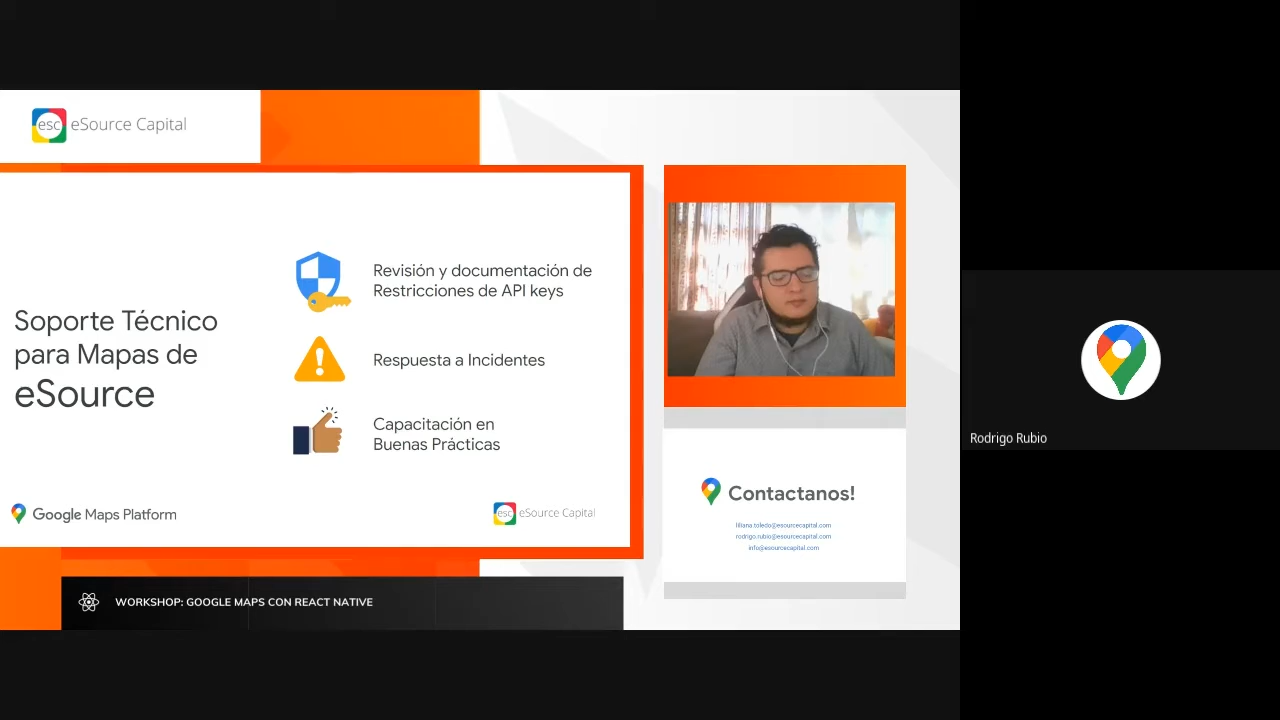 esc eSource Capital
Soporte Técnico
para Mapas de
eSource
Revisión y documentación de
Restricciones de API keys
Respuesta a Incidentes
Capacitación en
Buenas Prácticas
Google Maps Platform
esc eSource Capital
Contactanos!
liliana.toledo@esourcecapital.com
rodrigo.rubio@esourcecapital.com
info@esourcecapital.com
WORKSHOP: GOOGLE MAPS CON REACT NATIVE
Rodrigo Rubio